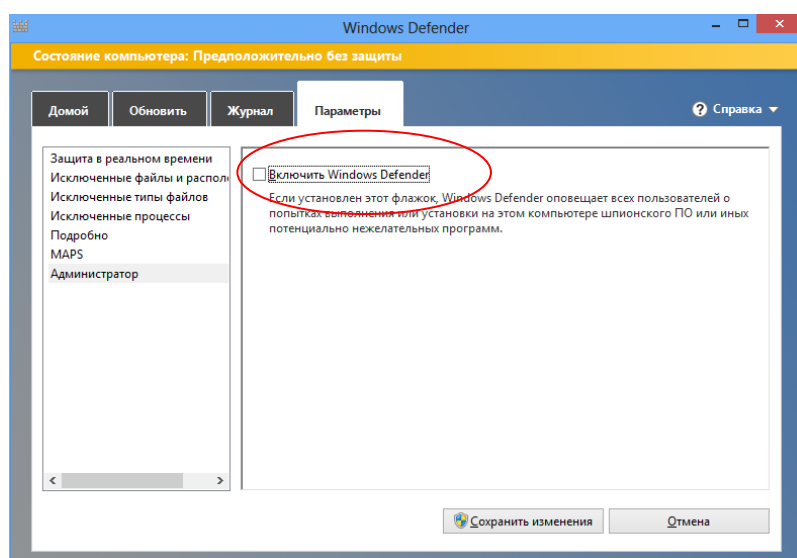 Windows Defender
Состояние компьютера: Предположительно без защиты
Домой
Обновить
Журнал
Параметры
Справка
Защита в реальном времени
Исключенные файлы и располо
Исключенные типы файлов
Исключенные процессы
Подробно
MAPS
Администратор
Включить Windows Defender
Если установлен этот флажок, Windows Defender оповещает всех пользователей о
попытках выполнения или установки на этом компьютере шпионского ПО или иных
потенциально нежелательных программ.
Сохранить изменения
Отмена